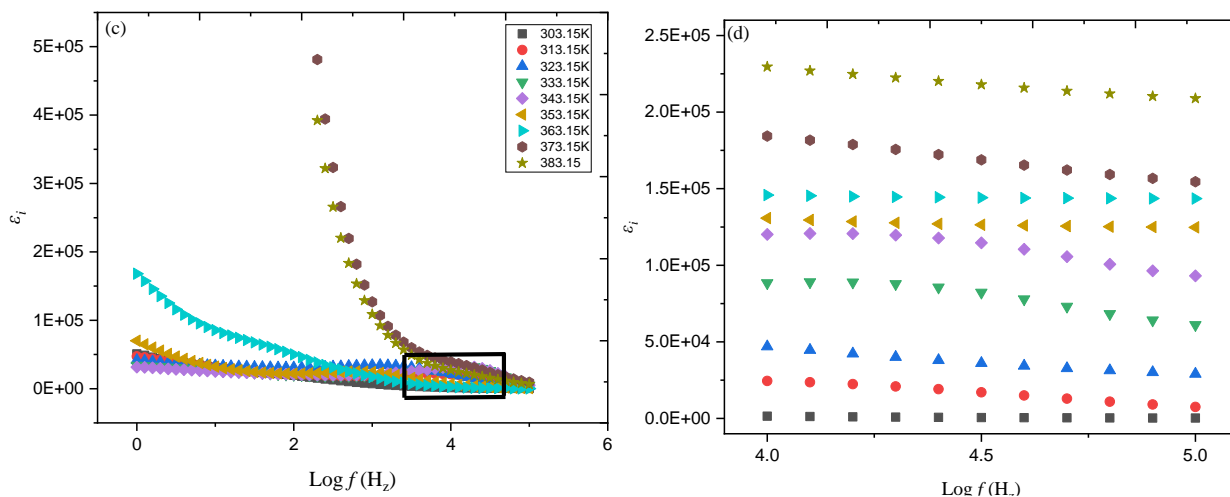 (c)
5E+05
4E+05
3E+05
2E+05
1E+05
0E+00
εi
0
2
4
6
Log f (Hz)
303.15K
313.15K
323.15K
333.15K
343.15K
353.15K
363.15K
373.15K
383.15
(d)
2.5E+05
2.0E+05
1.5E+05
1.0E+05
5.0E+04
0.0E+00
εi
4.0
4.5
5.0
Log f (Hz)